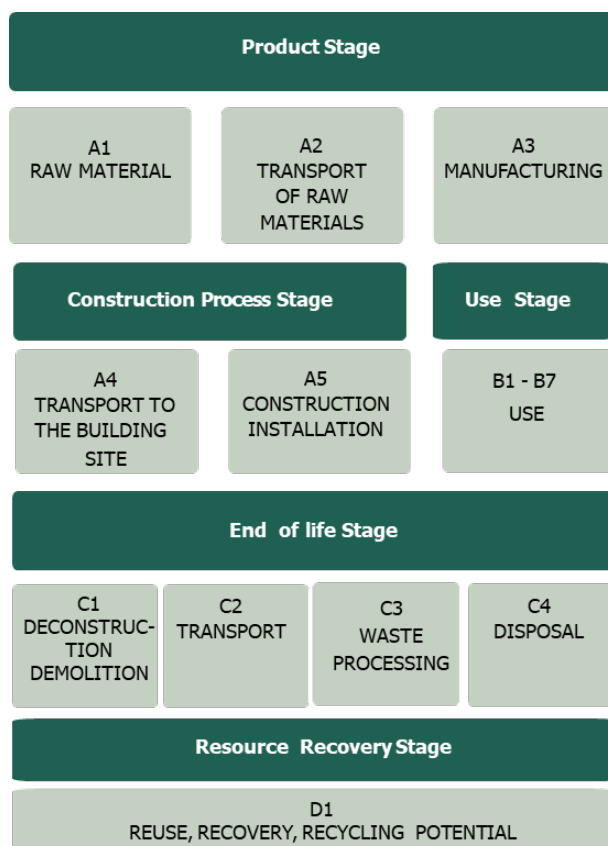 Product Stage
A1
RAW MATERIAL
A2
TRANSPORT
OF RAW
MATERIALS
A3
MANUFACTURING
Construction Process Stage
Use Stage
A4
TRANSPORT TO
THE BUILDING
SITE
A5
CONSTRUCTION
INSTALLATION
B1 - B7
USE
End of life Stage
C1
DECONSTRUC-
TION
DEMOLITION
C2
TRANSPORT
C3
WASTE
PROCESSING
C4
DISPOSAL
Resource Recovery Stage
D1
REUSE, RECOVERY, RECYCLING POTENTIAL